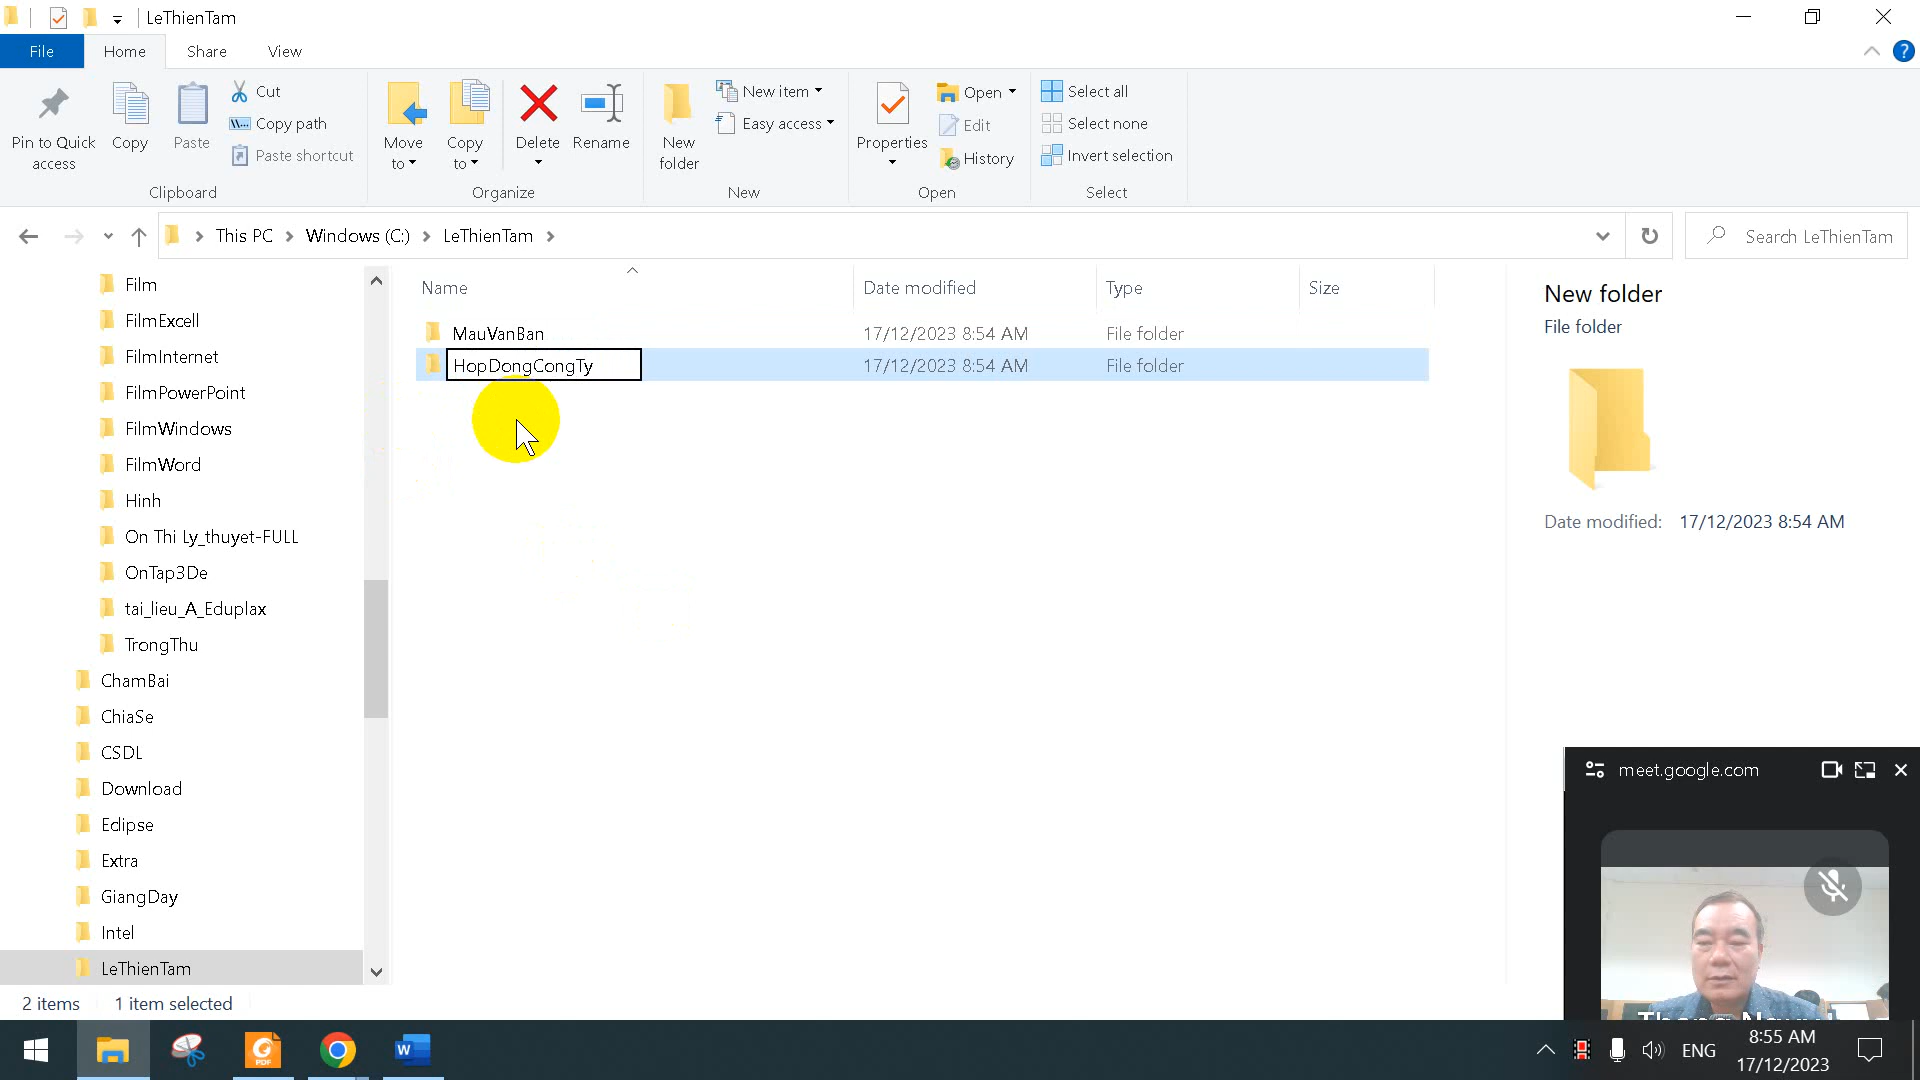 LeThienTam
File
Home
Share
View
Pin to Quick access
Copy
Paste
Cut
Copy path
Paste shortcut
Clipboard
Move to
Copy to
Delete
Rename
Organize
New folder
New item
Easy access
New
Properties
Open
Edit
History
Open
Select all
Select none
Invert selection
Select
This PC
Windows (C:)
LeThienTam
Search LeThienTam
Film
FilmExcell
FilmInternet
FilmPowerPoint
FilmWindows
FilmWord
Hinh
On Thi Ly_thuyet-FULL
OnTap3De
tai_lieu_A_Eduplax
TrongThu
ChamBai
ChiaSe
CSDL
Download
Eclipse
Extra
GiangDay
Intel
LeThienTam
Name
Date modified
Type
Size
MauVanBan
17/12/2023 8:54 AM
File folder
HopDongCongTy
17/12/2023 8:54 AM
File folder
New folder
File folder
Date modified: 17/12/2023 8:54 AM
meet.google.com
2 items
1 item selected
ENG
8:55 AM
17/12/2023